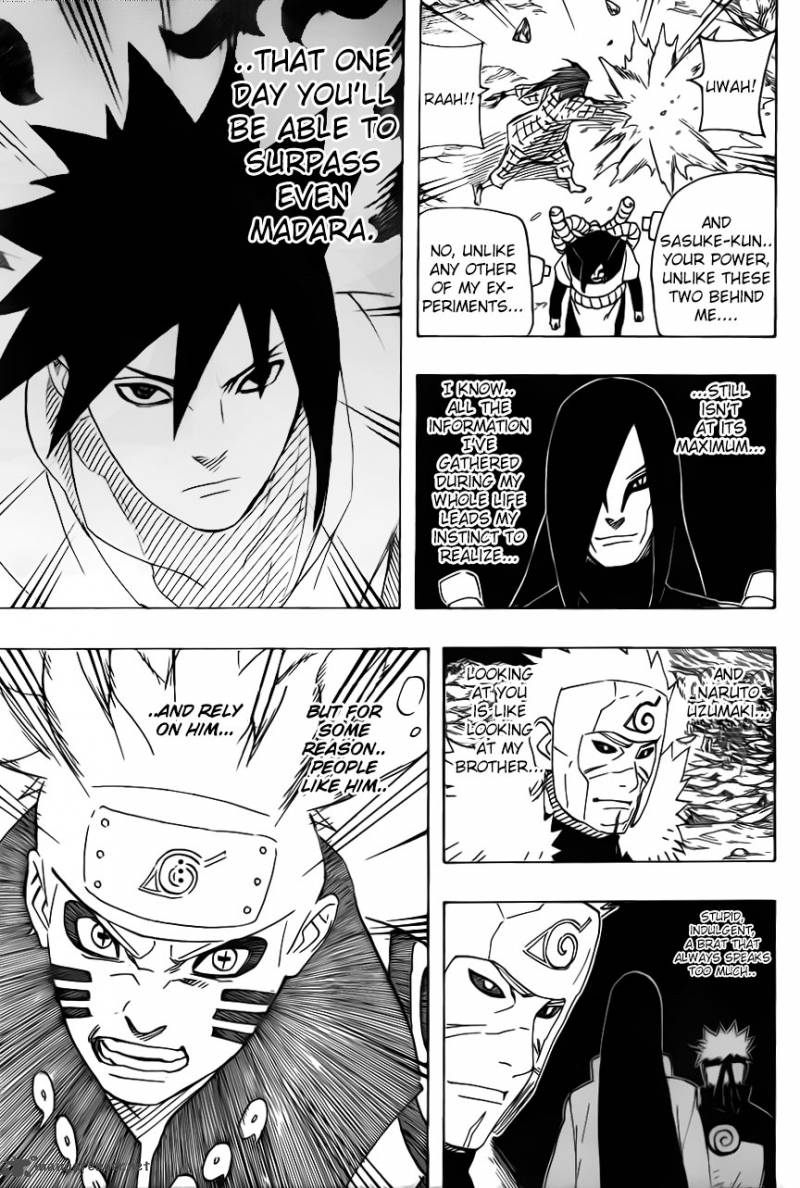 UWAH!
RAAH!!
AND
SASUKE-KUN..
YOUR POWER,
UNLIKE THESE
TWO BEHIND
ME....
NO, UNLIKE
ANY OTHER
OF MY EX-
PERIMENTS...
...STILL
ISN'T
AT ITS
MAXIMUM...
I KNOW..
ALL THE
INFORMATION
I'VE
GATHERED
DURING MY
WHOLE LIFE
LEADS MY
INSTINCT TO
REALIZE...
..THAT ONE
DAY YOU'LL
BE ABLE TO
SURPASS
EVEN
MADARA.
AND
NARUTO
UZUMAKI...
LOOKING
AT YOU
IS LIKE
LOOKING
AT MY
BROTHER...
STUPID,
INDULGENT,
A BRAT THAT
ALWAYS SPEAKS
TOO MUCH..
BUT FOR
SOME
REASON..
PEOPLE
LIKE HIM..
..AND RELY
ON HIM...